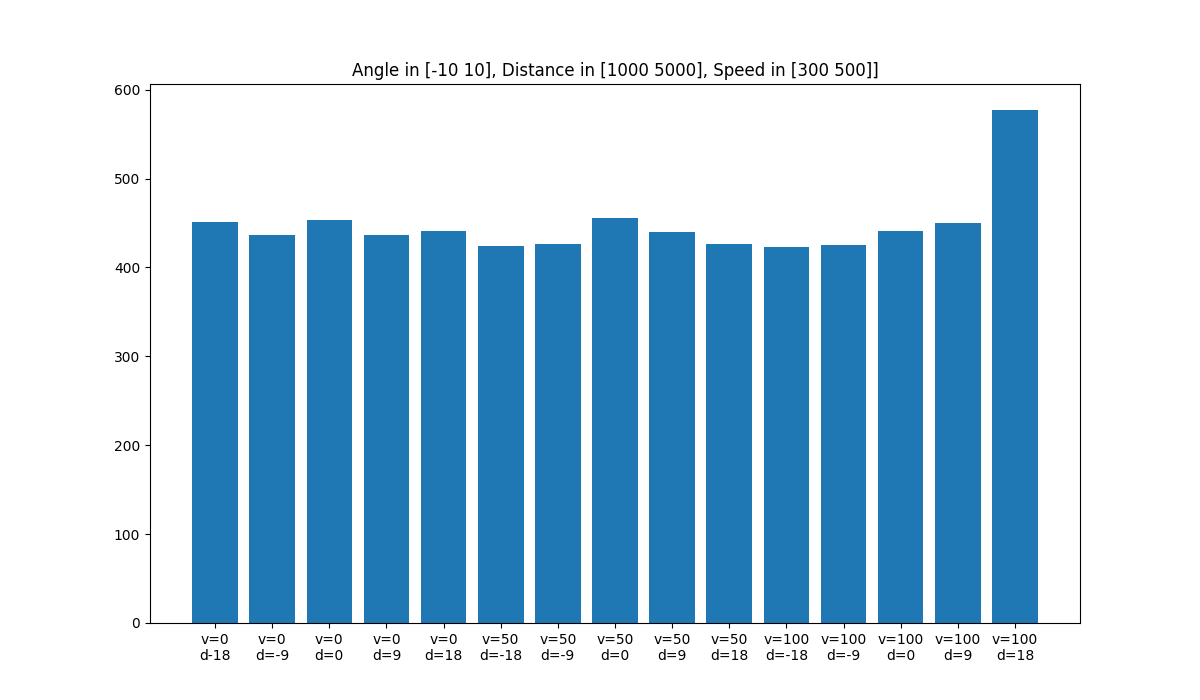 Angle in [-10 10], Distance in [1000 5000], Speed in [300 500]]
600
500
400
300
200
100
0
v=0 v=0 v=0 v=0 v=0 v=50 v=50 v=50 v=50 v=50 v=100 v=100 v=100 v=100 v=100
d-18 d=-9 d=0 d=9 d=18 d=-18 d=-9 d=0 d=9 d=18 d=-18 d=-9 d=0 d=9 d=18